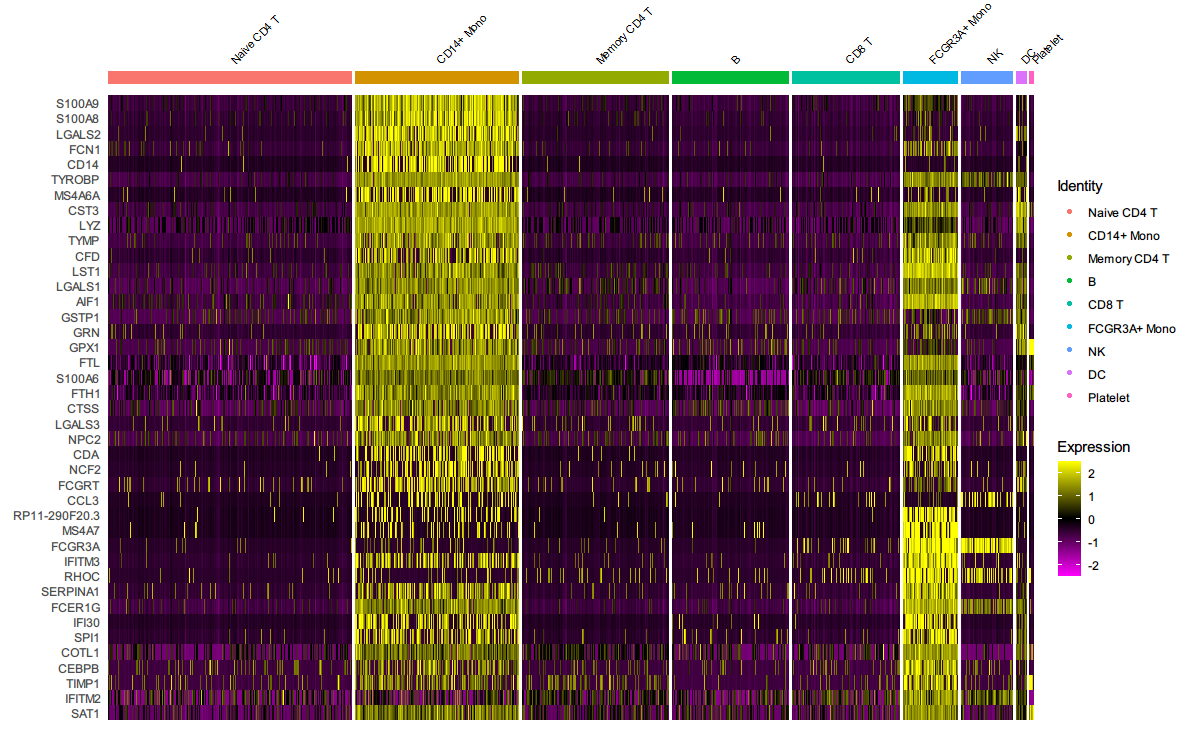 Naive CD4 T
CD14+ Mono
Memory CD4 T
B
CD8 T
FCGR3A+ Mono
NK
DC
Platelet
S100A9
S100A8
LGALS2
FCN1
CD14
TYROBP
MS4A6A
CST3
LYZ
TYMP
CFD
LST1
LGALS1
AIF1
GSTP1
GRN
GPX1
FTL
S100A6
FTH1
CTSS
LGALS3
NPC2
CDA
NCF2
FCGRT
CCL3
RP11-290F20.3
MS4A7
FCGR3A
IFITM3
RHOC
SERPINA1
FCER1G
IFI30
SPI1
COTL1
CEBPB
TIMP1
IFITM2
SAT1
Identity
Naive CD4 T
CD14+ Mono
Memory CD4 T
B
CD8 T
FCGR3A+ Mono
NK
DC
Platelet
Expression
2
1
0
-1
-2